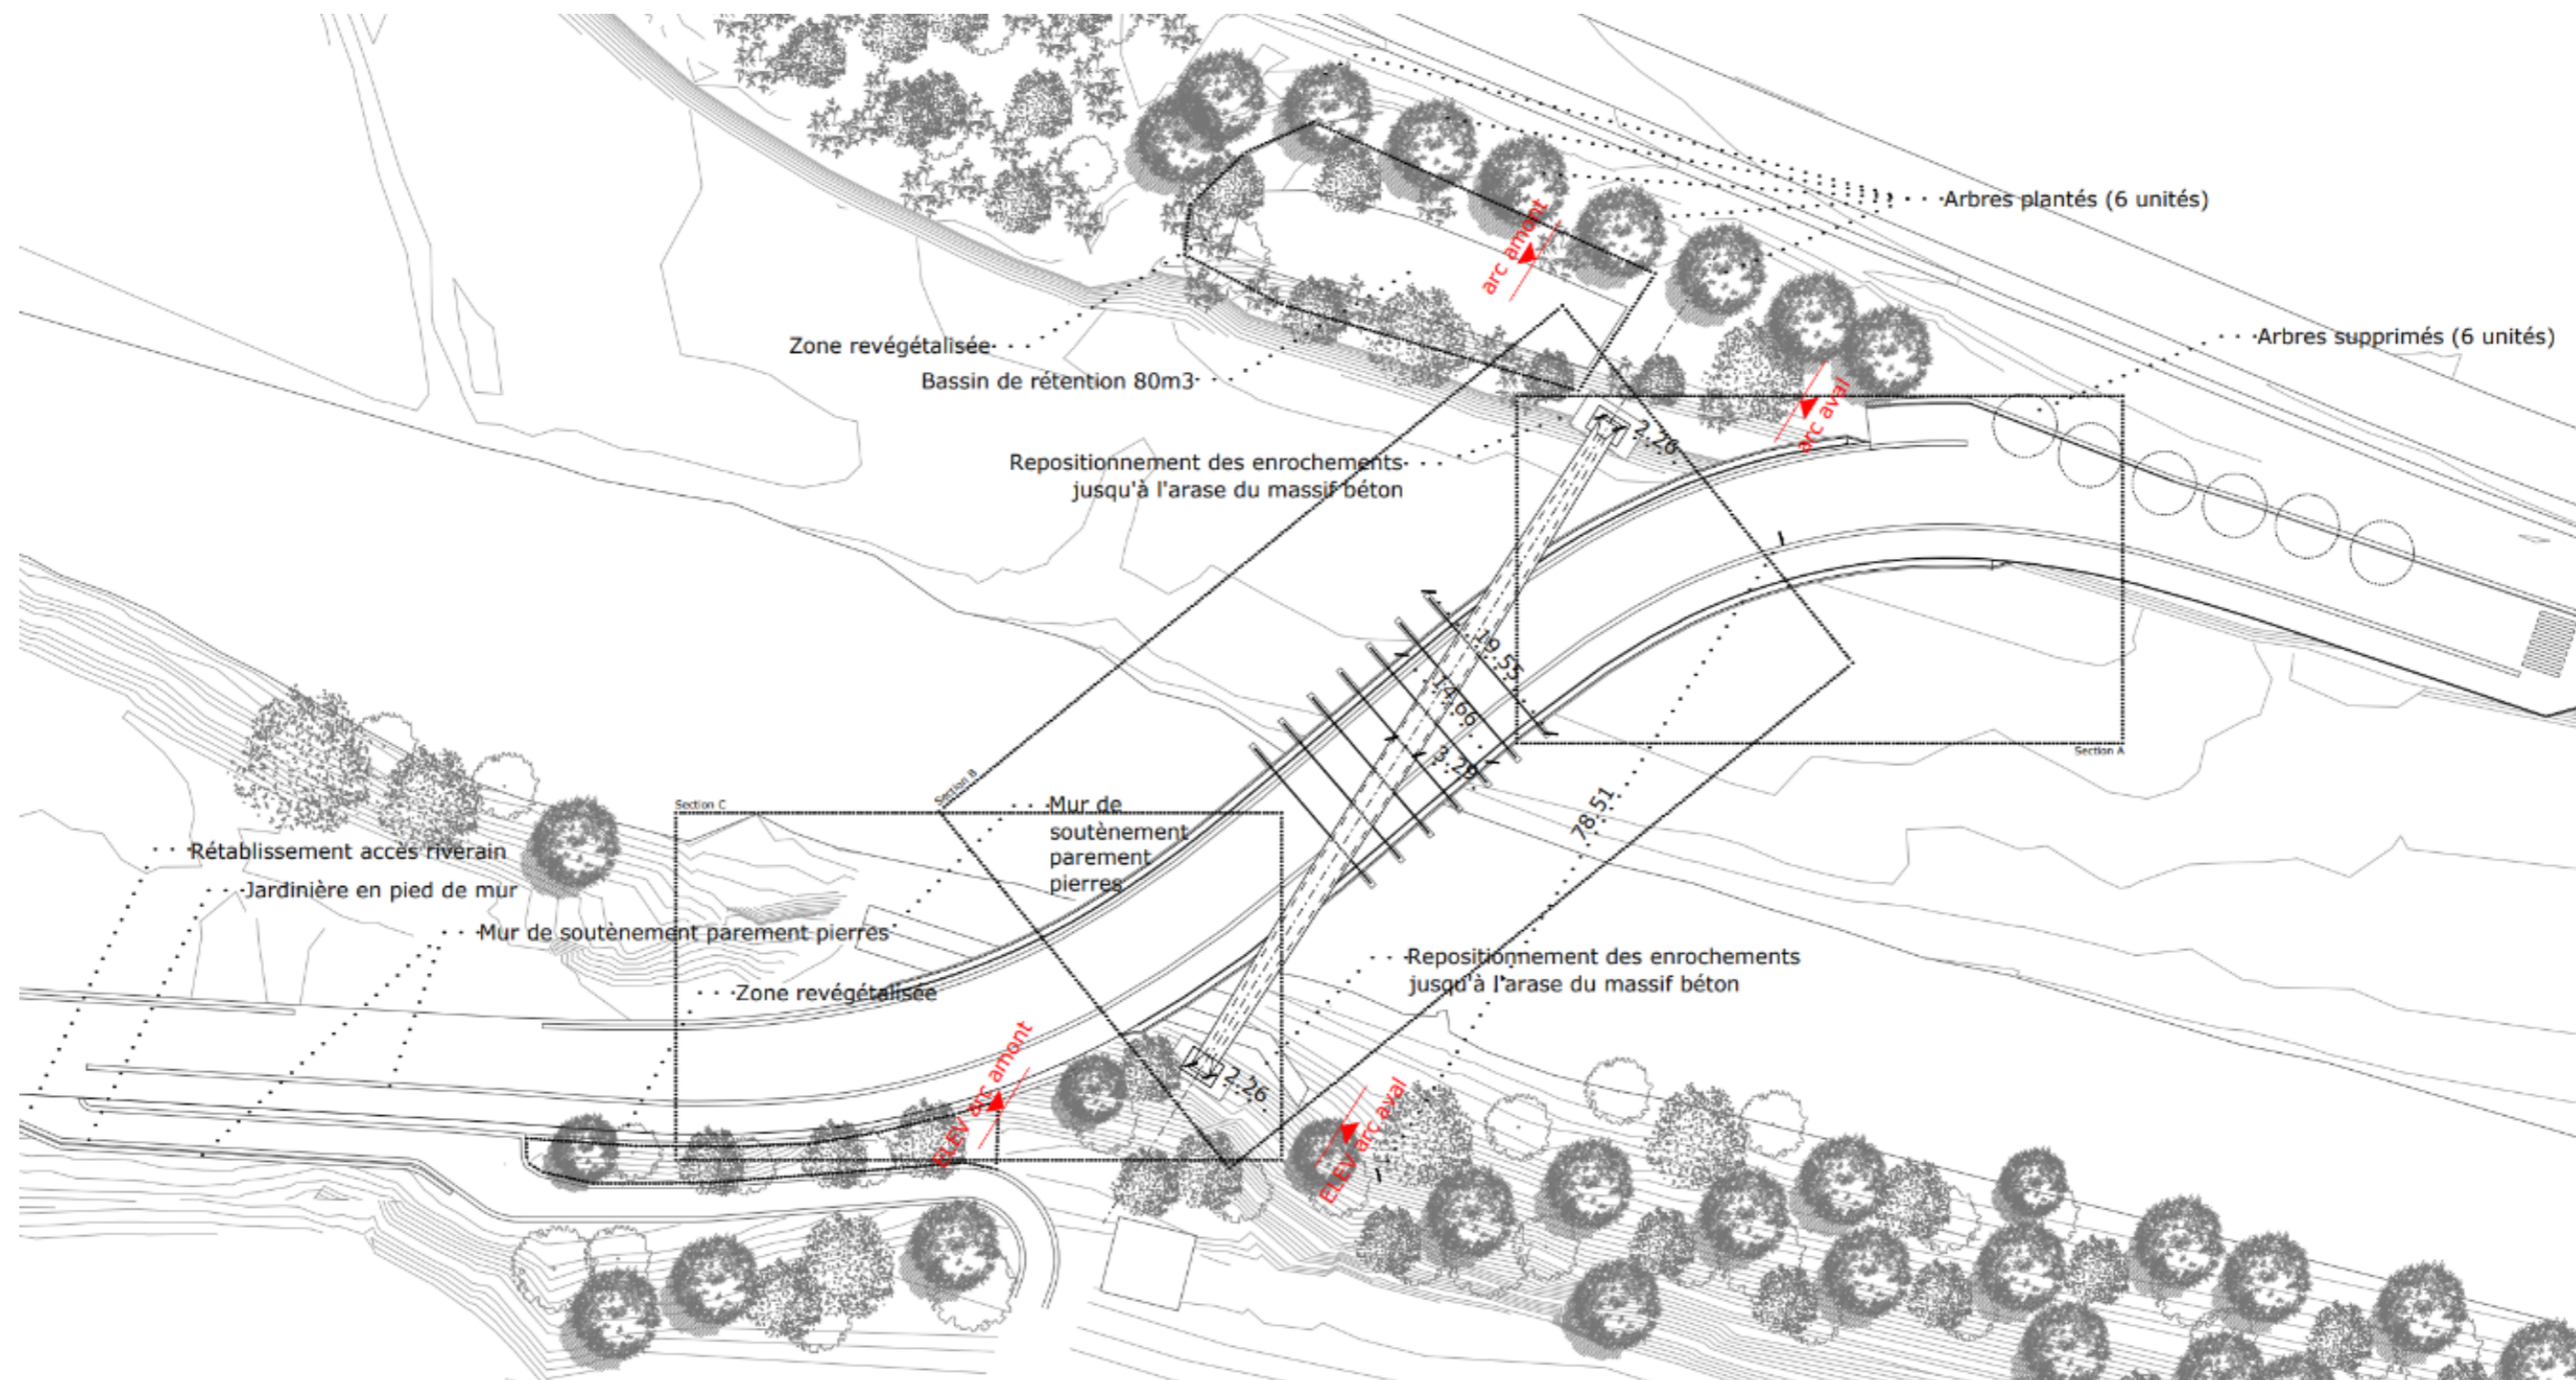 Arbres plantés (6 unités)
arc amont
Arbres supprimés (6 unités)
Zone revégétalisée
Bassin de rétention 80m3
arc aval
2.26
Repositionnement des enrochements
jusqu'à l'arase du massif béton
19.55
14.66
3.29
Section A
78.51
Section B
Section C
Mur de
soutènement
parement
pierres
Rétablissement accès riverain
Jardinière en pied de mur
Mur de soutènement parement pierres
Repositionnement des enrochements
jusqu'à l'arase du massif béton
Zone revégétalisée
ELEV arc amont
2.26
ELEV arc aval